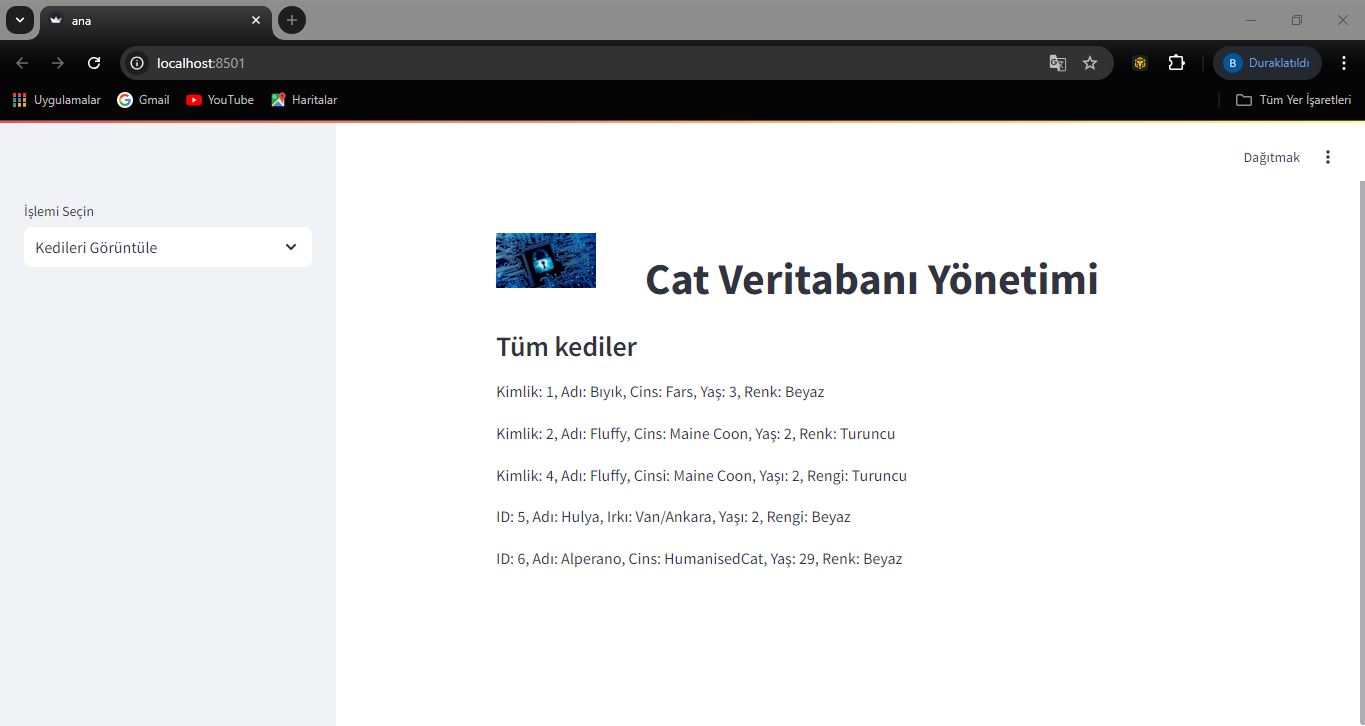 ana
localhost:8501
B Duraklatıldı
Uygulamalar Gmail YouTube Haritalar Tüm Yer İşaretleri
Dağıtmak
İşlemi Seçin
Kedileri Görüntüle
Cat Veritabanı Yönetimi
Tüm kediler
Kimlik: 1, Adı: Bıyık, Cins: Fars, Yaş: 3, Renk: Beyaz
Kimlik: 2, Adı: Fluffy, Cins: Maine Coon, Yaş: 2, Renk: Turuncu
Kimlik: 4, Adı: Fluffy, Cinsi: Maine Coon, Yaşı: 2, Rengi: Turuncu
ID: 5, Adı: Hulya, Irkı: Van/Ankara, Yaşı: 2, Rengi: Beyaz
ID: 6, Adı: Alperano, Cins: HumanisedCat, Yaş: 29, Renk: Beyaz